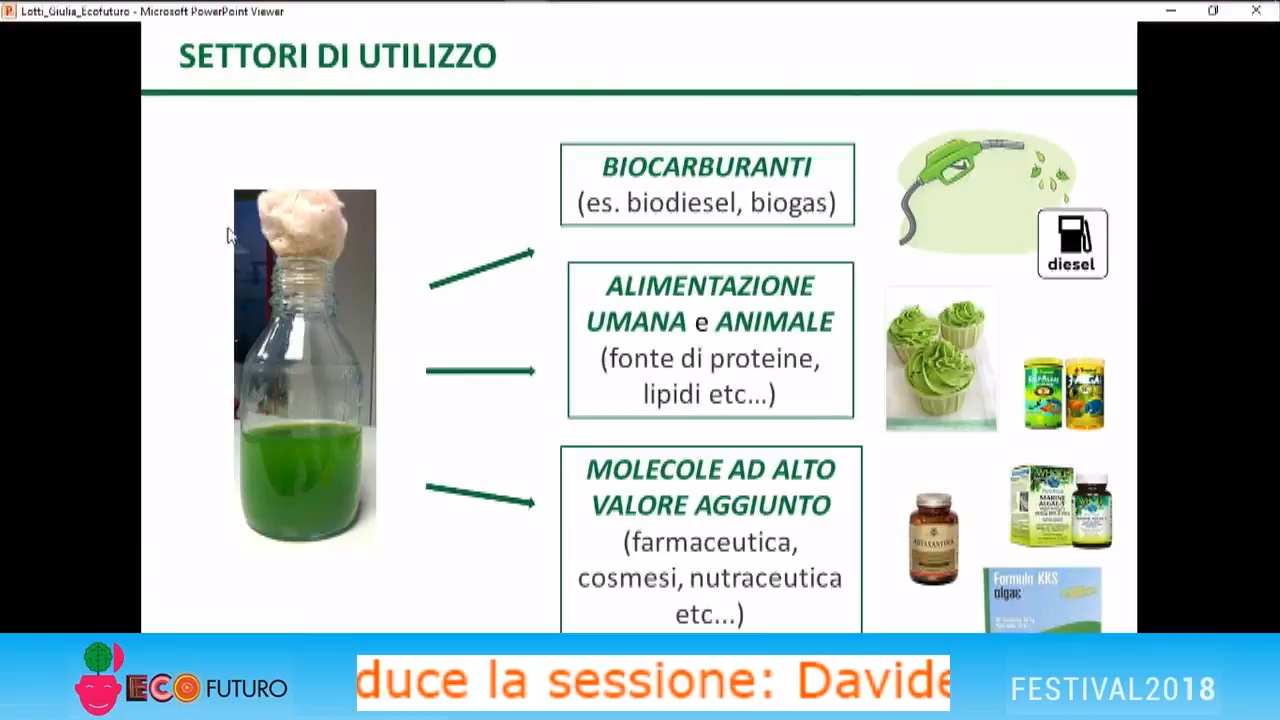 Lotti_Giulia_Ecofuturo - Microsoft PowerPoint Viewer
SETTORI DI UTILIZZO
BIOCARBURANTI
(es. biodiesel, biogas)
diesel
ALIMENTAZIONE
UMANA e ANIMALE
(fonte di proteine,
lipidi etc...)
MOLECOLE AD ALTO
VALORE AGGIUNTO
(farmaceutica,
cosmesi, nutraceutica
etc...)
ASTAXANTINA
MARINE
Formula KKS
algae
ECO FUTURO
duce la sessione: Davide
FESTIVAL2018